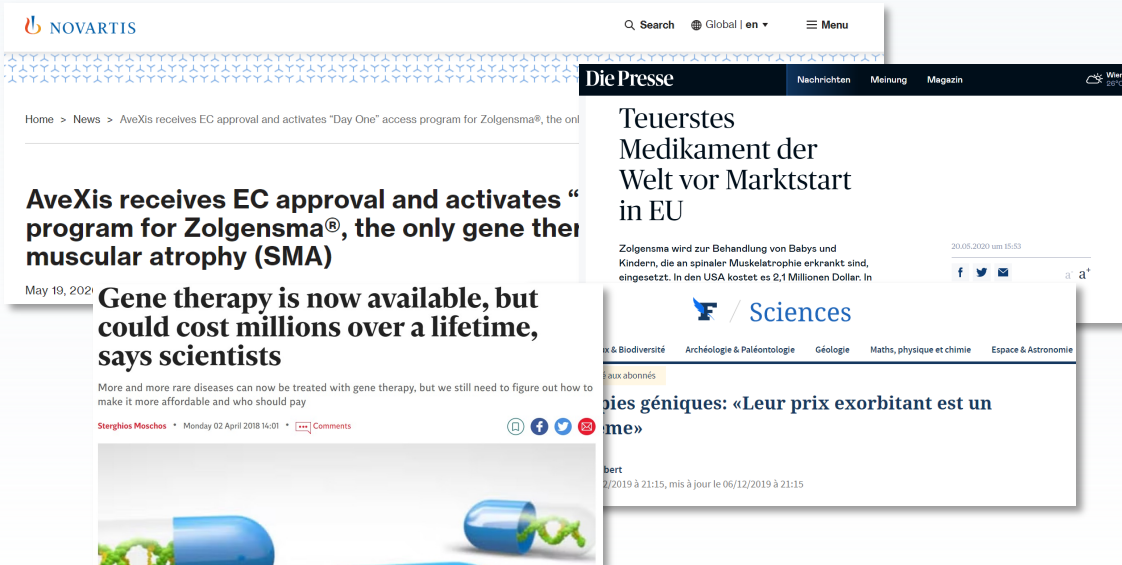 NOVARTIS
Search
Global | en
Menu
Home > News > AveXis receives EC approval and activates “Day One” access program for Zolgensma®, the onl
AveXis receives EC approval and activates “
program for Zolgensma®, the only gene ther
muscular atrophy (SMA)
May 19, 202
Die Presse
Nachrichten
Meinung
Magazin
Wien
26°C
Teuerstes
Medikament der
Welt vor Marktstart
in EU
Zolgensma wird zur Behandlung von Babys und
Kindern, die an spinaler Muskelatrophie erkrankt sind,
eingesetzt. In den USA kostet es 2,1 Millionen Dollar. In
20.05.2020 um 15:53
a- a+
Gene therapy is now available, but
could cost millions over a lifetime,
says scientists
More and more rare diseases can now be treated with gene therapy, but we still need to figure out how to
make it more affordable and who should pay
Sterghios Moschos • Monday 02 April 2018 14:01 • Comments
F / Sciences
x & Biodiversité
Archéologie & Paléontologie
Géologie
Maths, physique et chimie
Espace & Astronomie
é aux abonnés
pies géniques: «Leur prix exorbitant est un
ème»
bert
2/2019 à 21:15, mis à jour le 06/12/2019 à 21:15